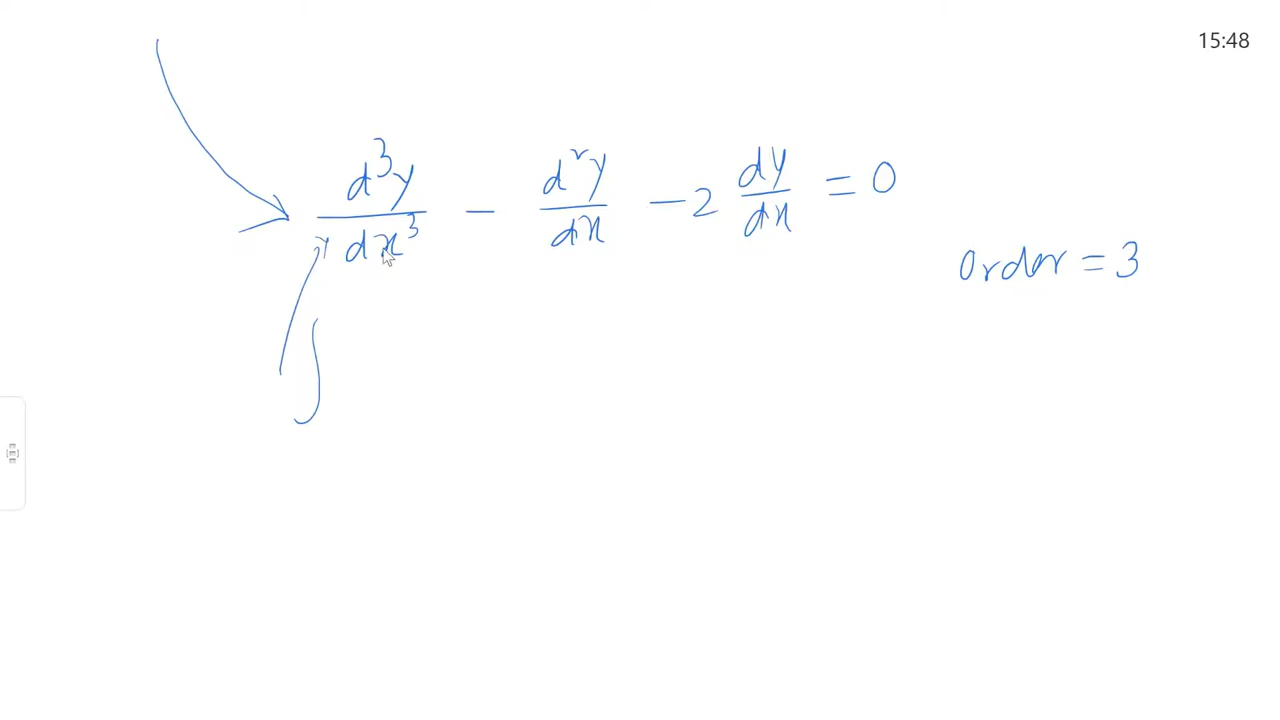 15:48
d³y/dx³ − d²y/dx − 2 dy/dx = 0
Order = 3
∫